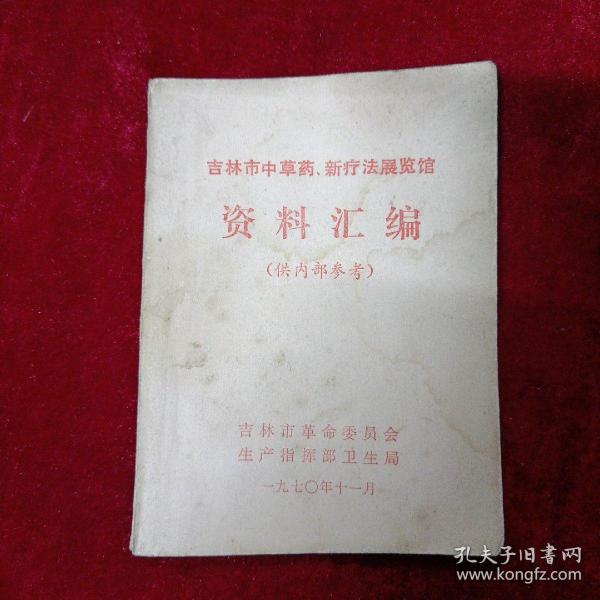 吉林市中草药、新疗法展览馆
资料汇编
（供内部参考）
吉林市革命委员会
生产指挥部卫生局
一九七〇年十一月
孔夫子旧书网
www.kongfz.com